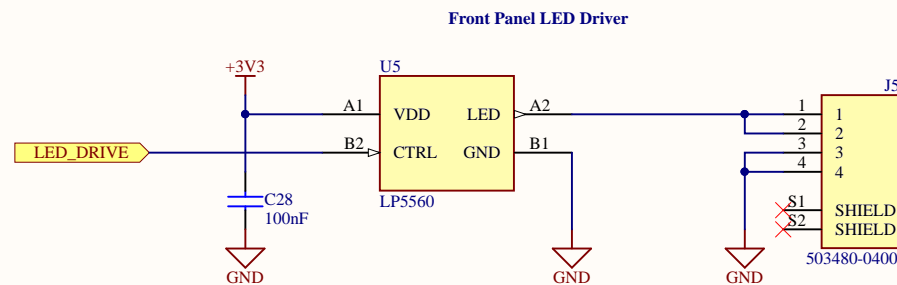 Front Panel LED Driver
+3V3
U5
J5
A1
VDD
LED
A2
1
1
2
2
LED_DRIVE
B2
CTRL
GND
B1
3
3
4
4
LP5560
C28
100nF
S1
SHIELD
S2
SHIELD
503480-0400
GND
GND
GND